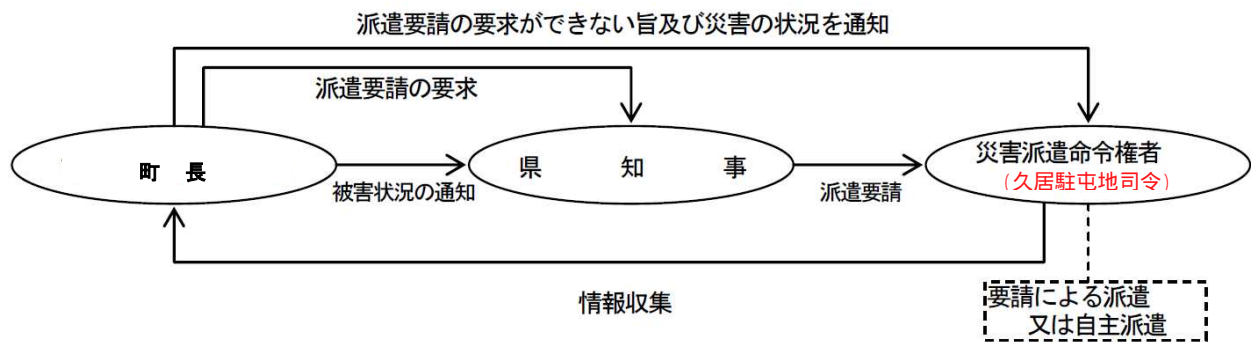 派遣要請の要求ができない旨及び災害の状況を通知
派遣要請の要求
町 長
被害状況の通知
県 知 事
派遣要請
災害派遣命令権者
(久居駐屯地司令)
情報収集
要請による派遣
又は自主派遣